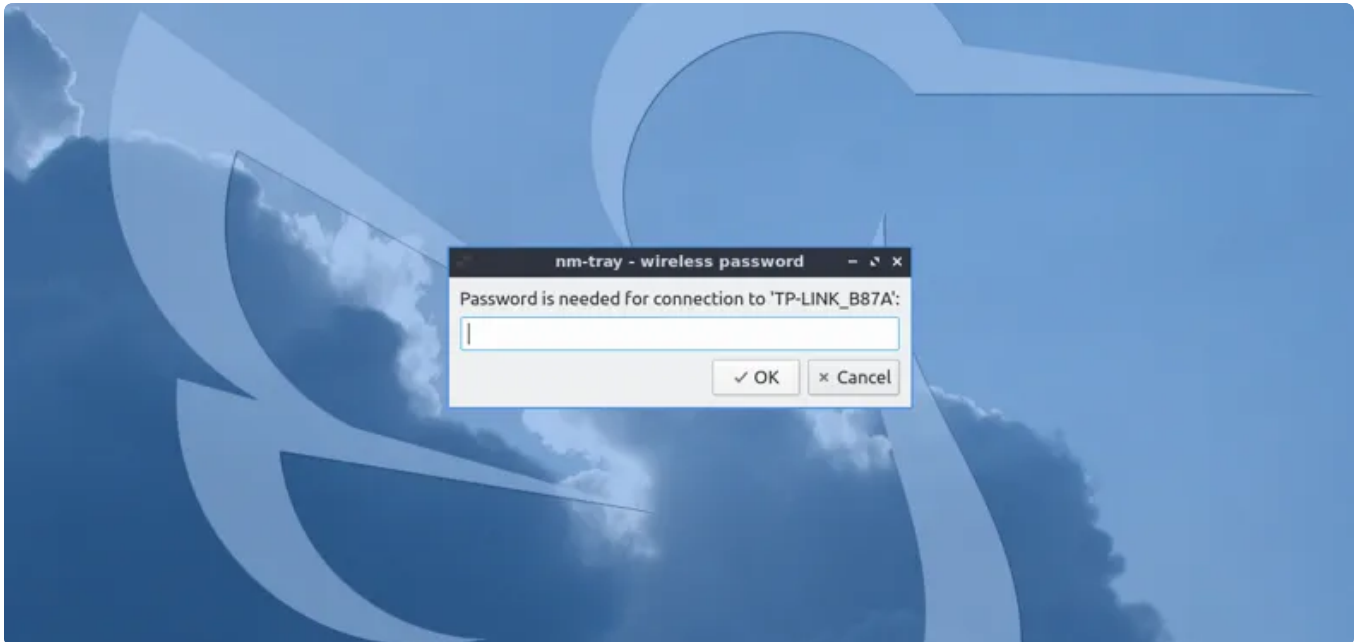 nm-tray - wireless password
Password is needed for connection to 'TP-LINK_B87A':
OK
Cancel